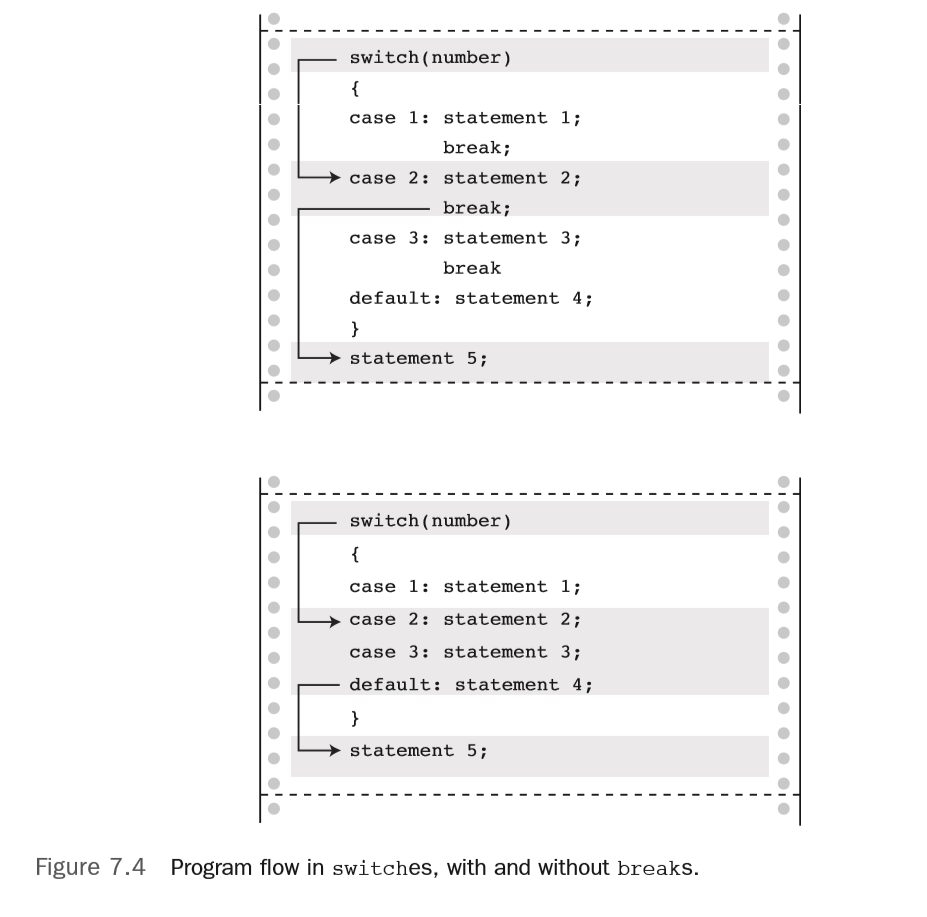 switch(number)
{
case 1: statement 1;
break;
case 2: statement 2;
break;
case 3: statement 3;
break
default: statement 4;
}
statement 5;
switch(number)
{
case 1: statement 1;
case 2: statement 2;
case 3: statement 3;
default: statement 4;
}
statement 5;
Figure 7.4 Program flow in switches, with and without breaks.